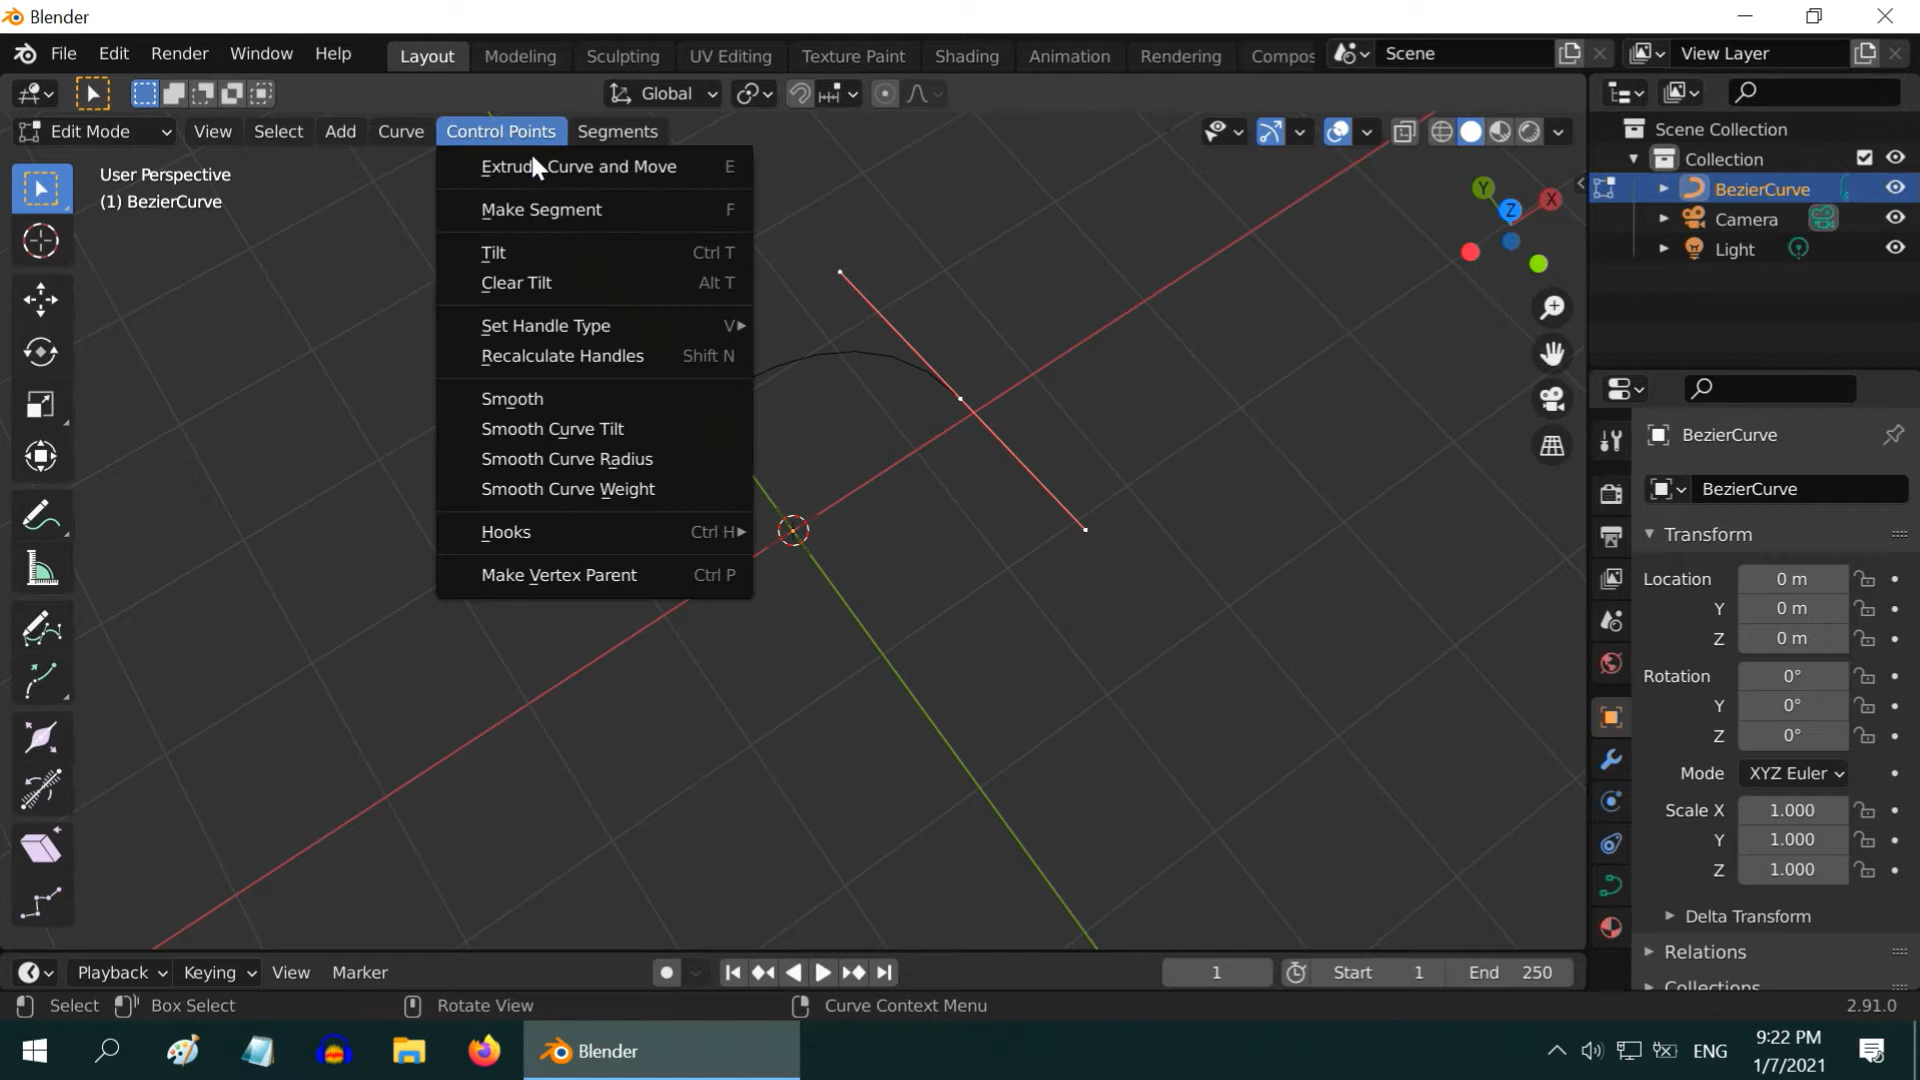 Blender
File Edit Render Window Help
Layout Modeling Sculpting UV Editing Texture Paint Shading Animation Rendering Compos
Scene
View Layer
Global
Edit Mode View Select Add Curve Control Points Segments
User Perspective
(1) BezierCurve
Extrude Curve and Move E
Make Segment F
Tilt Ctrl T
Clear Tilt Alt T
Set Handle Type V
Recalculate Handles Shift N
Smooth
Smooth Curve Tilt
Smooth Curve Radius
Smooth Curve Weight
Hooks Ctrl H
Make Vertex Parent Ctrl P
Y
X
Z
Scene Collection
Collection
BezierCurve
Camera
Light
BezierCurve
BezierCurve
Transform
Location 0 m
Y 0 m
Z 0 m
Rotation 0°
Y 0°
Z 0°
Mode XYZ Euler
Scale X 1.000
Y 1.000
Z 1.000
Delta Transform
Relations
Collections
Playback Keying View Marker
1
Start 1
End 250
Select Box Select Rotate View Curve Context Menu 2.91.0
Blender
ENG
9:22 PM
1/7/2021